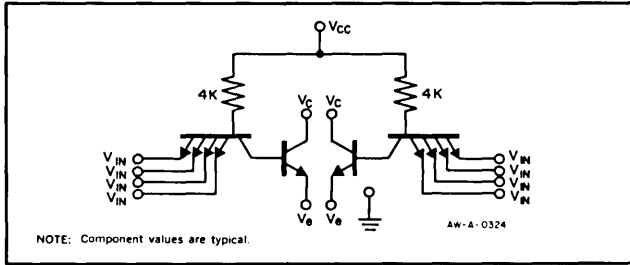 VCC
4K
4K
VC
VC
VIN
VIN
VIN
VIN
VIN
VIN
VIN
VIN
Ve
Ve
AW-A-0324
NOTE: Component values are typical.